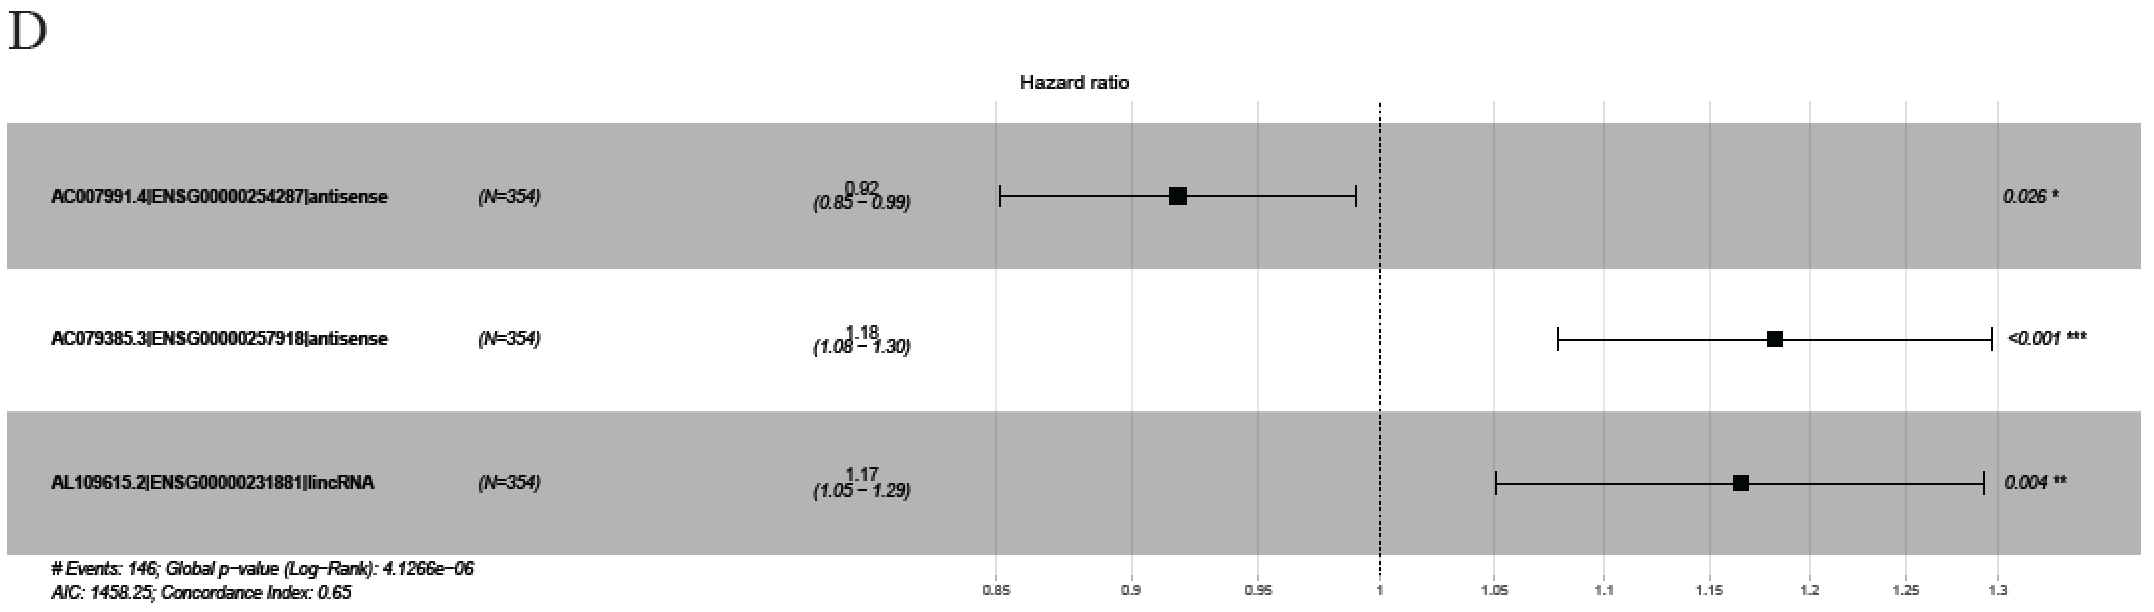 D
Hazard ratio
AC007991.4|ENSG00000254287|antisense (N=354) 0.92 (0.85 − 0.99) 0.026 *
AC079385.3|ENSG00000257918|antisense (N=354) 1.18 (1.08 − 1.30) <0.001 ***
AL109615.2|ENSG00000231881|lincRNA (N=354) 1.17 (1.05 − 1.29) 0.004 **
# Events: 146; Global p−value (Log−Rank): 4.1266e−06
AIC: 1458.25; Concordance Index: 0.65
0.85 0.9 0.95 1 1.05 1.1 1.15 1.2 1.25 1.3